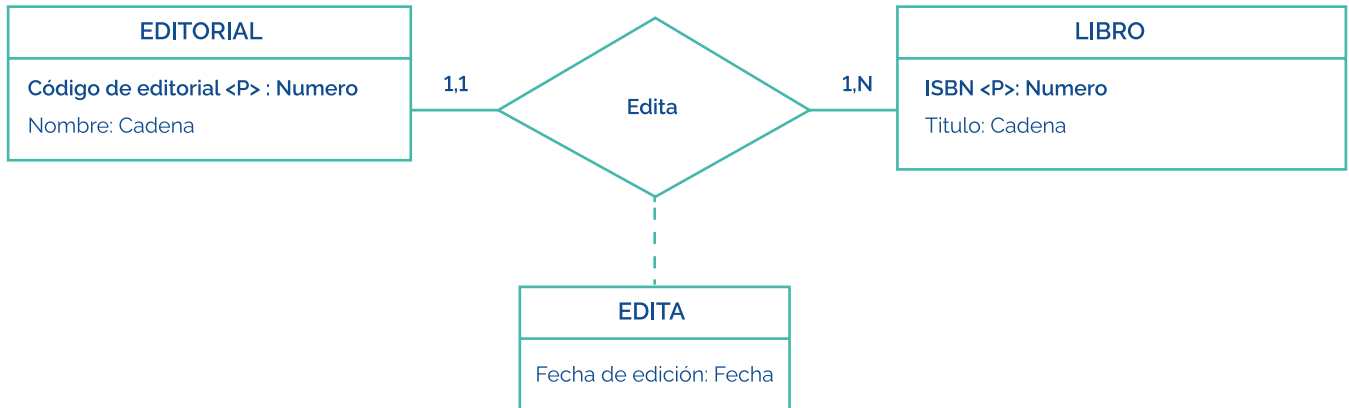 EDITORIAL
Código de editorial <P> : Numero
Nombre: Cadena
1,1
Edita
1,N
LIBRO
ISBN <P>: Numero
Titulo: Cadena
EDITA
Fecha de edición: Fecha